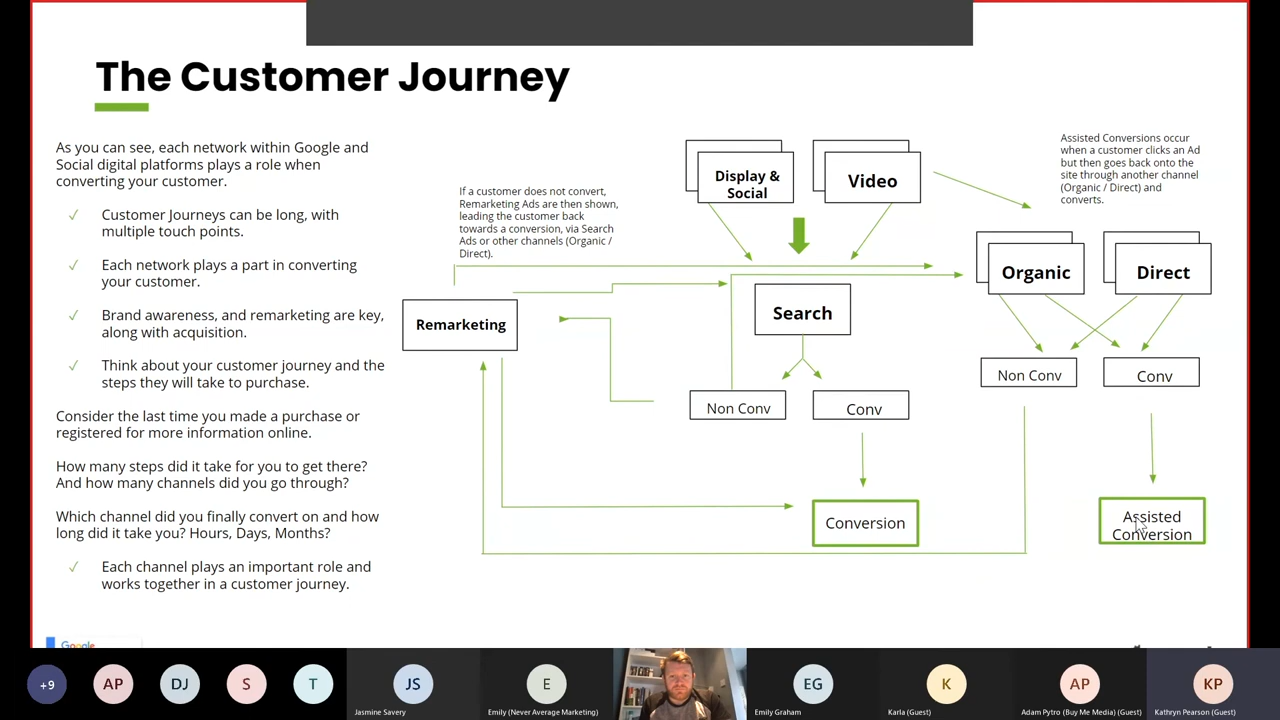 The Customer Journey
As you can see, each network within Google and
Social digital platforms plays a role when
converting your customer.
✓ Customer Journeys can be long, with
multiple touch points.
✓ Each network plays a part in converting
your customer.
✓ Brand awareness, and remarketing are key,
along with acquisition.
✓ Think about your customer journey and the
steps they will take to purchase.
Consider the last time you made a purchase or
registered for more information online.
How many steps did it take for you to get there?
And how many channels did you go through?
Which channel did you finally convert on and how
long did it take you? Hours, Days, Months?
✓ Each channel plays an important role and
works together in a customer journey.
If a customer does not convert,
Remarketing Ads are then shown,
leading the customer back
towards a conversion, via Search
Ads or other channels (Organic /
Direct).
Display &
Social
Video
Assisted Conversions occur
when a customer clicks an Ad
but then goes back onto the
site through another channel
(Organic / Direct) and
converts.
Organic
Direct
Remarketing
Search
Non Conv
Conv
Non Conv
Conv
Conversion
Assisted
Conversion
Google
+9
AP
DJ
S
T
JS
Jasmine Savery
E
Emily (Never Average Marketing)
EG
Emily Graham
K
Karla (Guest)
AP
Adam Pytro (Buy Me Media) (Guest)
KP
Kathryn Pearson (Guest)